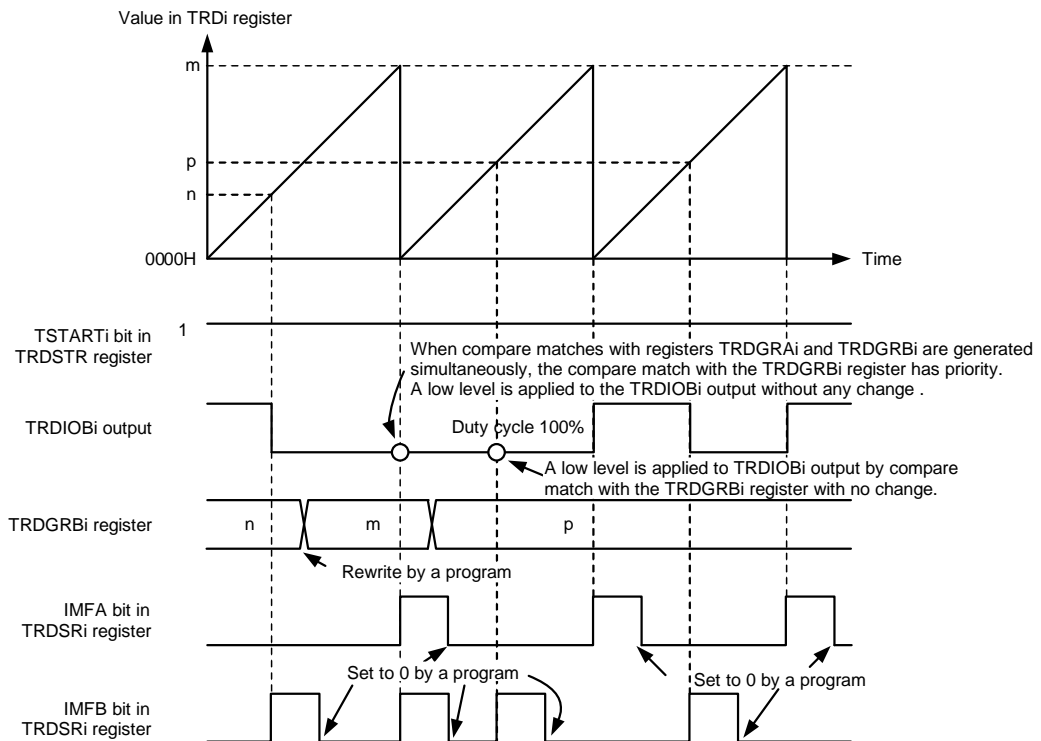 Value in TRDi register
m
p
n
0000H
Time
TSTARTi bit in
TRDSTR register
1
When compare matches with registers TRDGRAi and TRDGRBi are generated
simultaneously, the compare match with the TRDGRBi register has priority.
A low level is applied to the TRDIOBi output without any change .
TRDIOBi output
Duty cycle 100%
A low level is applied to TRDIOBi output by compare
match with the TRDGRBi register with no change.
TRDGRBi register
n
m
p
Rewrite by a program
IMFA bit in
TRDSRi register
Set to 0 by a program
Set to 0 by a program
IMFB bit in
TRDSRi register